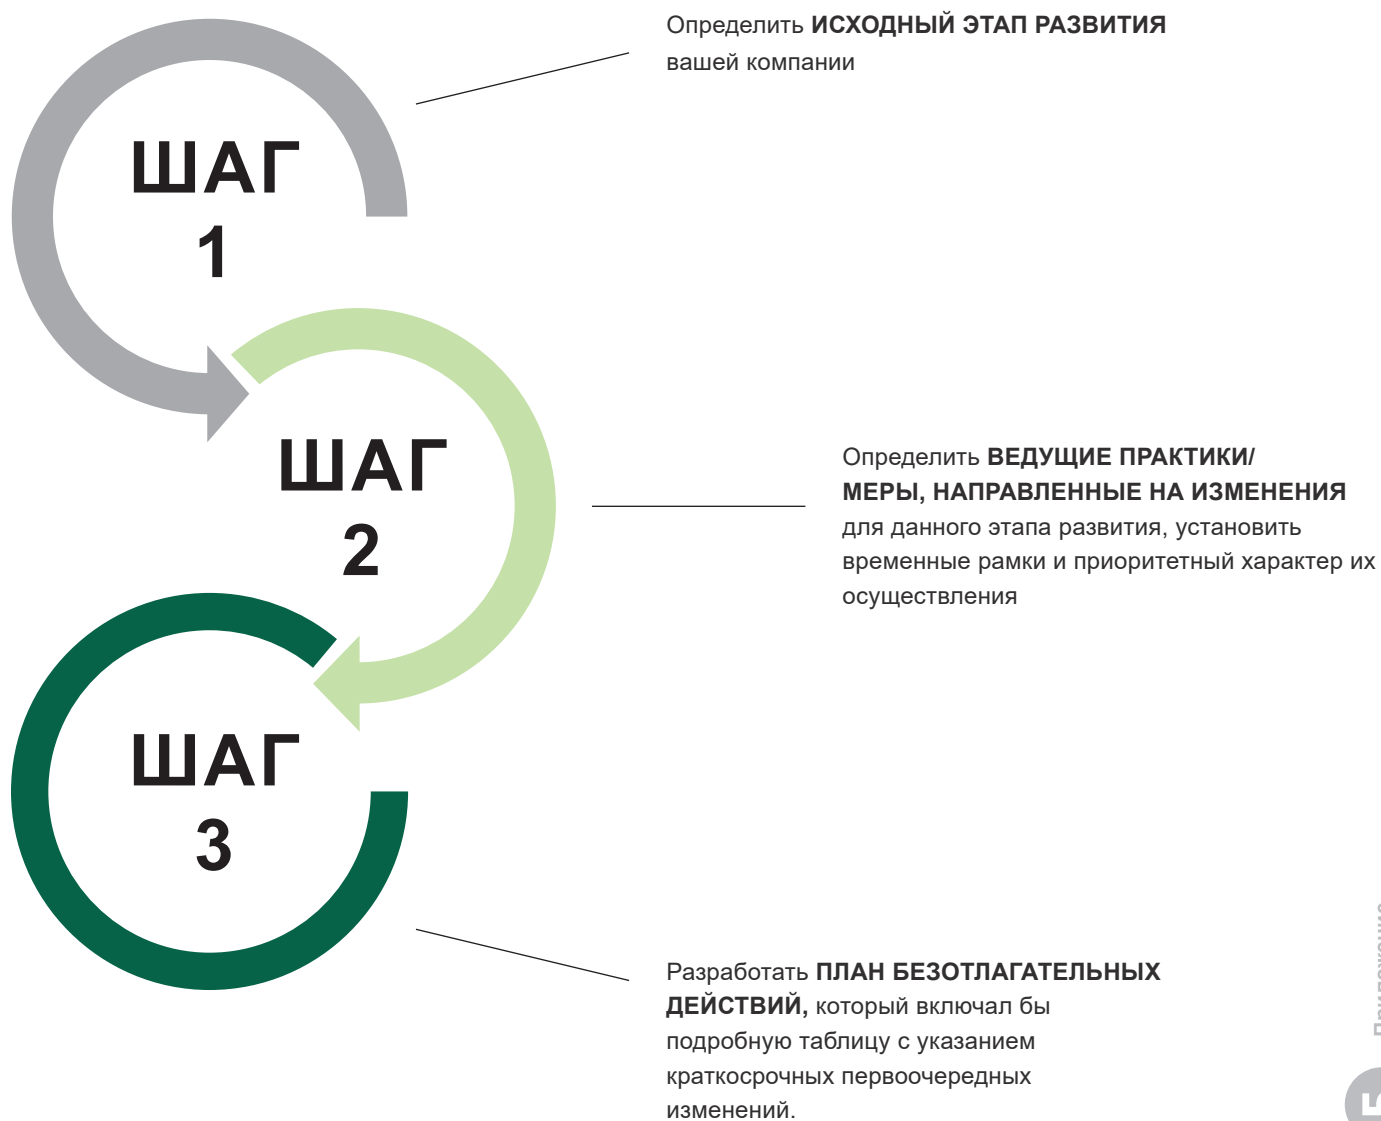 Определить ИСХОДНЫЙ ЭТАП РАЗВИТИЯ
вашей компании
ШАГ
1
ШАГ
2
Определить ВЕДУЩИЕ ПРАКТИКИ/
МЕРЫ, НАПРАВЛЕННЫЕ НА ИЗМЕНЕНИЯ
для данного этапа развития, установить
временные рамки и приоритетный характер их
осуществления
ШАГ
3
Разработать ПЛАН БЕЗОТЛАГАТЕЛЬНЫХ
ДЕЙСТВИЙ, который включал бы
подробную таблицу с указанием
краткосрочных первоочередных
изменений.
Приложение